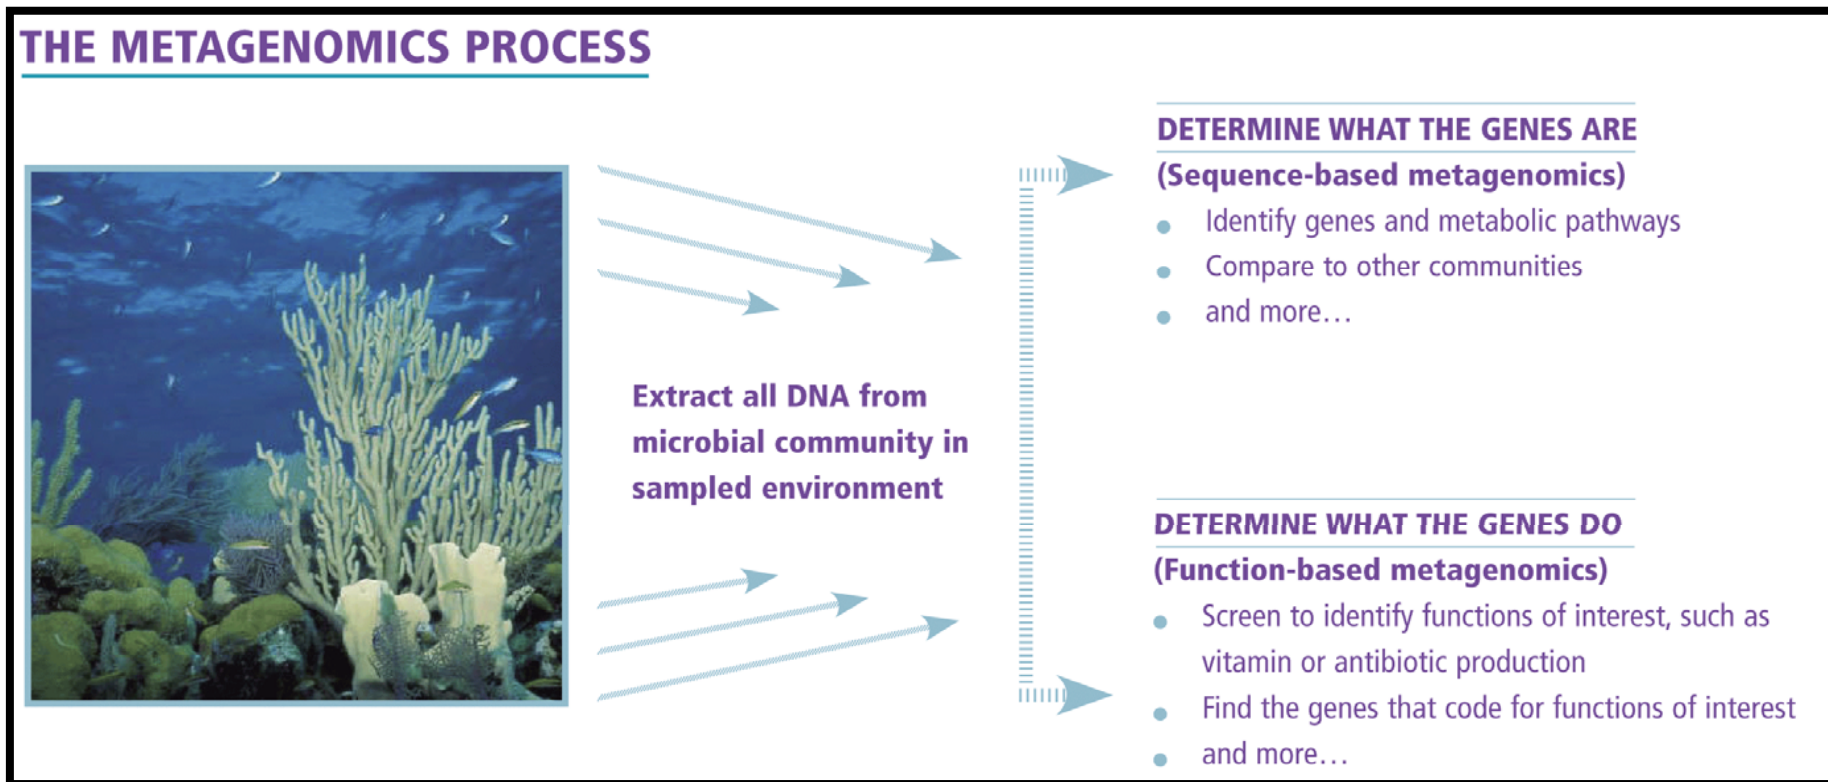 THE METAGENOMICS PROCESS
Extract all DNA from
microbial community in
sampled environment
DETERMINE WHAT THE GENES ARE
(Sequence-based metagenomics)
● Identify genes and metabolic pathways
● Compare to other communities
● and more…
DETERMINE WHAT THE GENES DO
(Function-based metagenomics)
● Screen to identify functions of interest, such as
vitamin or antibiotic production
● Find the genes that code for functions of interest
● and more…